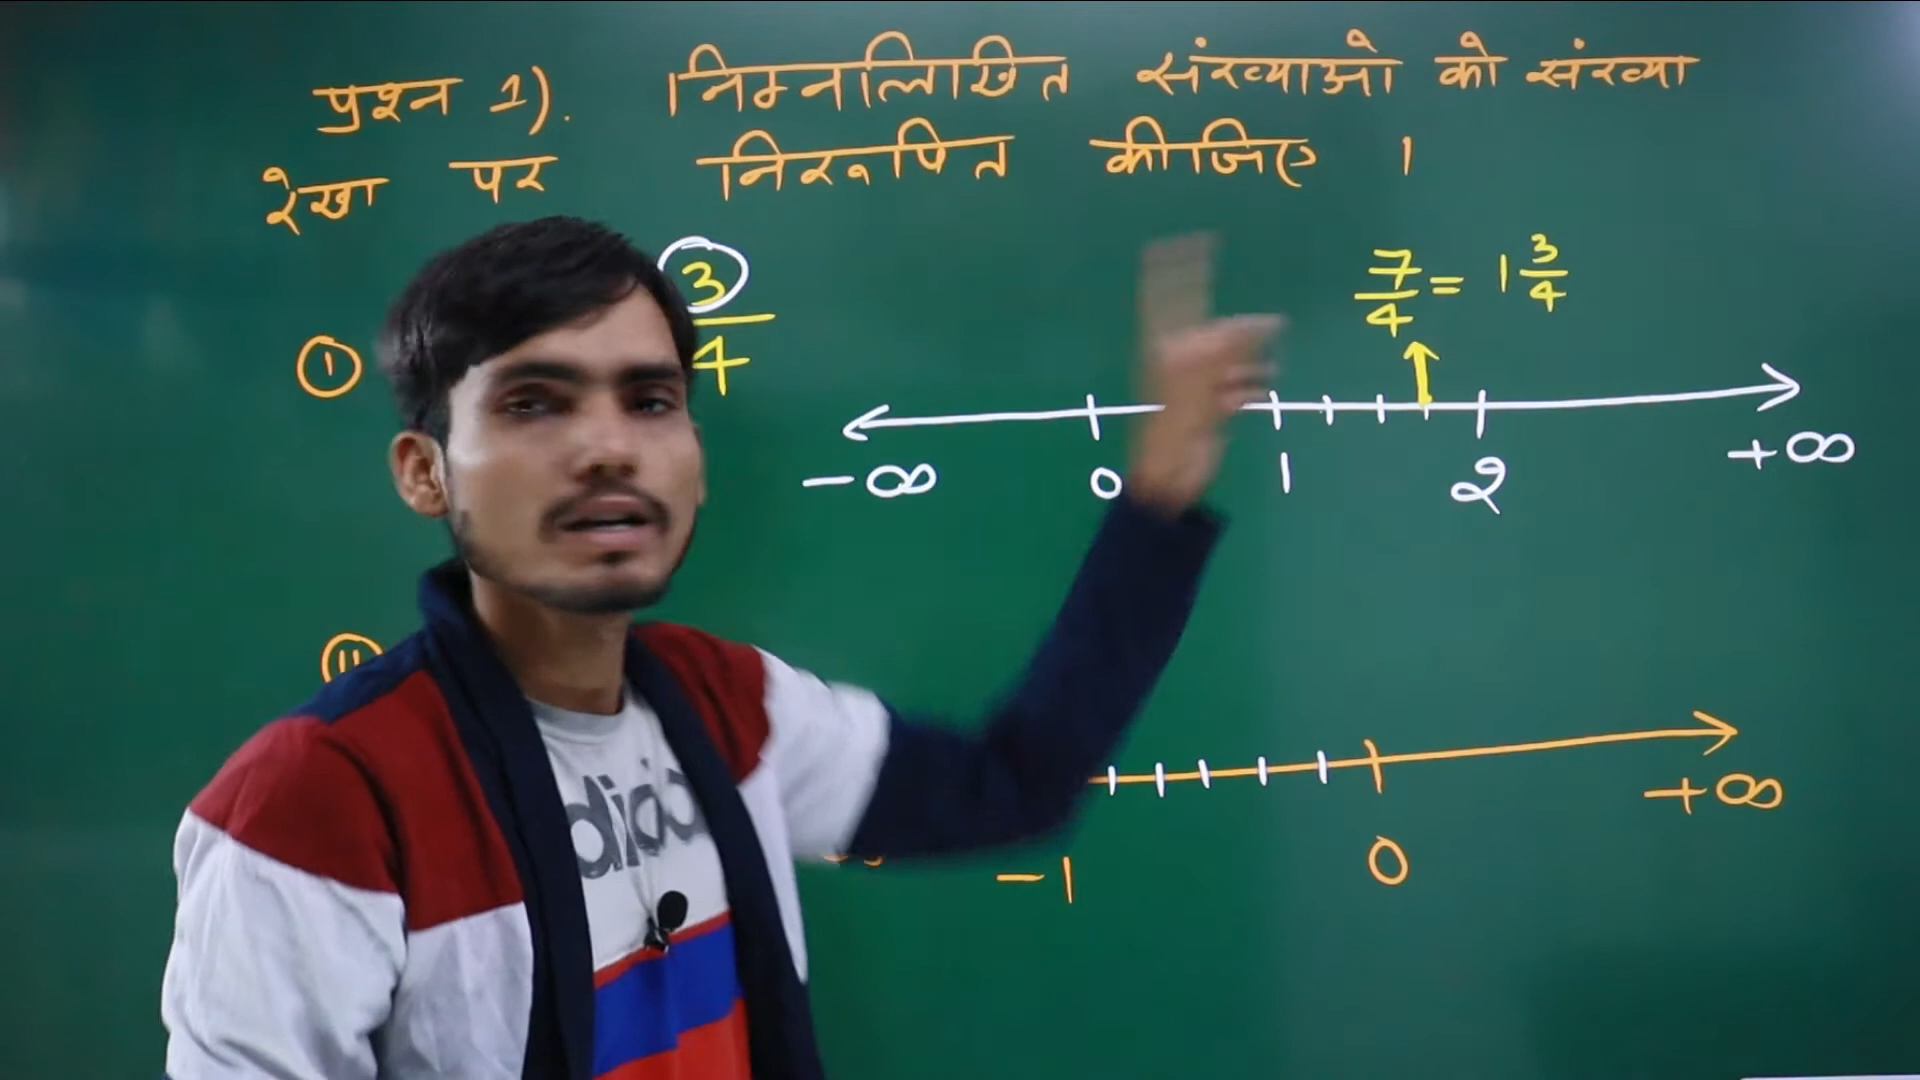 प्रश्न 1). निम्नलिखित संख्याओ को संख्या
रेखा पर निरूपित कीजिए ।
① 3/4
7/4 = 1 3/4
-∞ 0 1 2 +∞
-1 0 +∞